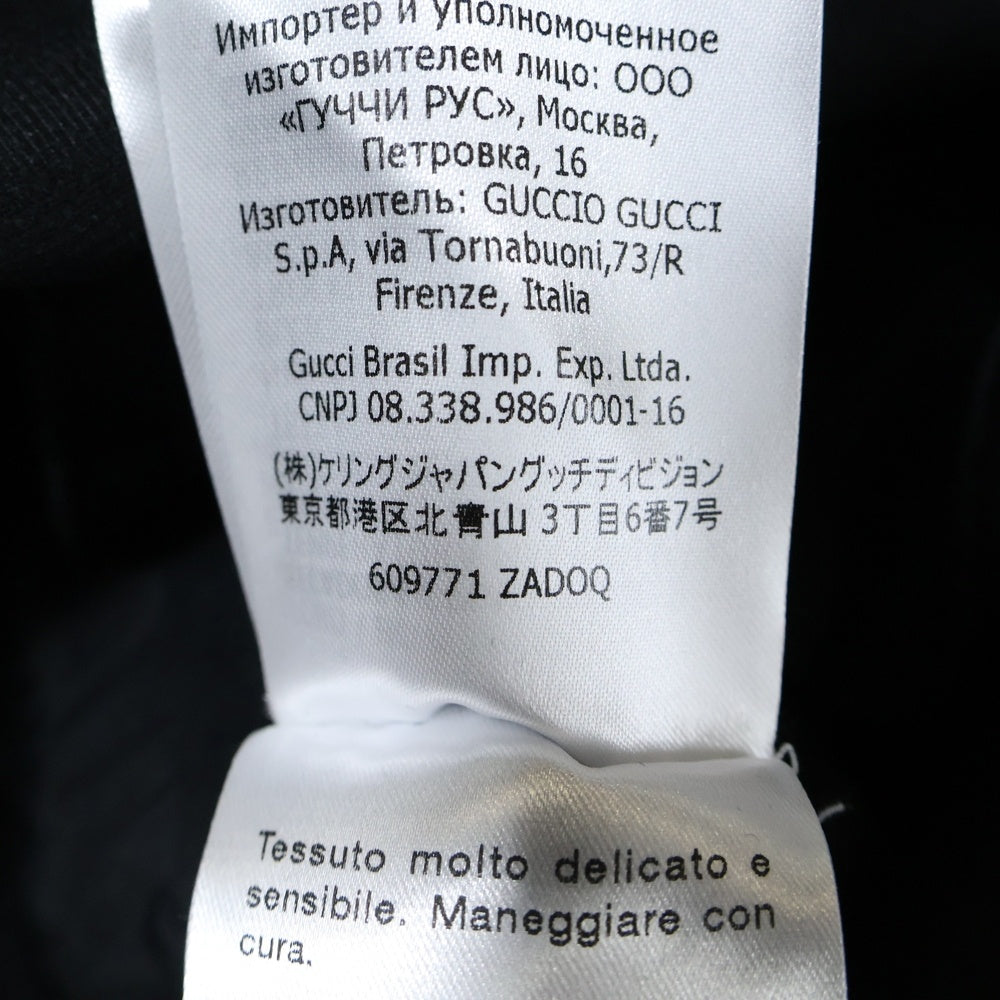 Импортер и уполномоченное
изготовителем лицо: ООО
«ГУЧЧИ РУС», Москва,
Петровка, 16
Изготовитель: GUCCIO GUCCI
S.p.A, via Tornabuoni,73/R
Firenze, Italia
Gucci Brasil Imp. Exp. Ltda.
CNPJ 08.338.986/0001-16
(株)ケリングジャパングッチディビジョン
東京都港区北青山 3丁目6番7号
609771 ZADOQ
Tessuto molto delicato e
sensibile. Maneggiare con
cura.